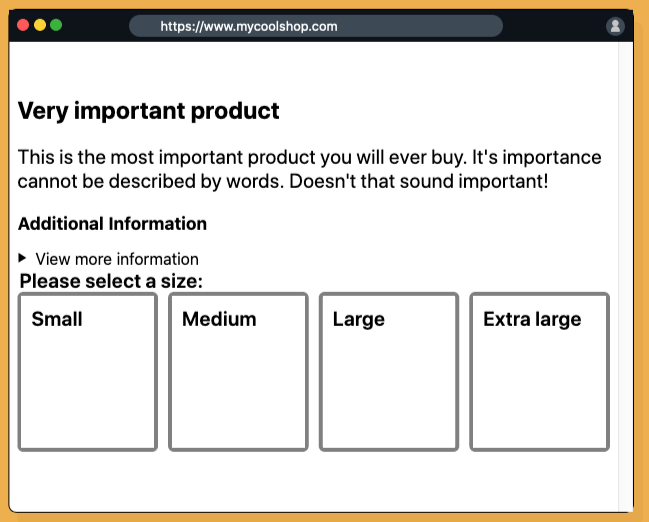 https://www.mycoolshop.com
Very important product
This is the most important product you will ever buy. It's importance
cannot be described by words. Doesn't that sound important!
Additional Information
View more information
Please select a size:
Small Medium Large Extra large